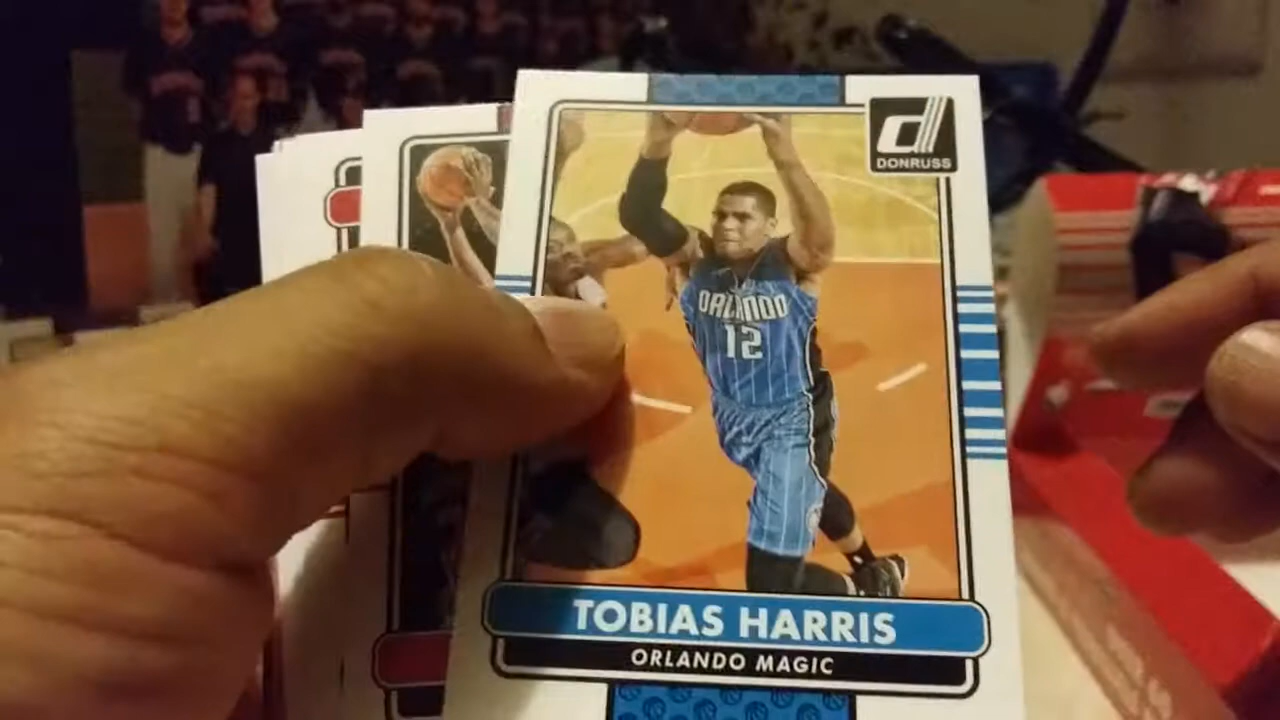 DONRUSS
ORLANDO
12
TOBIAS HARRIS
ORLANDO MAGIC